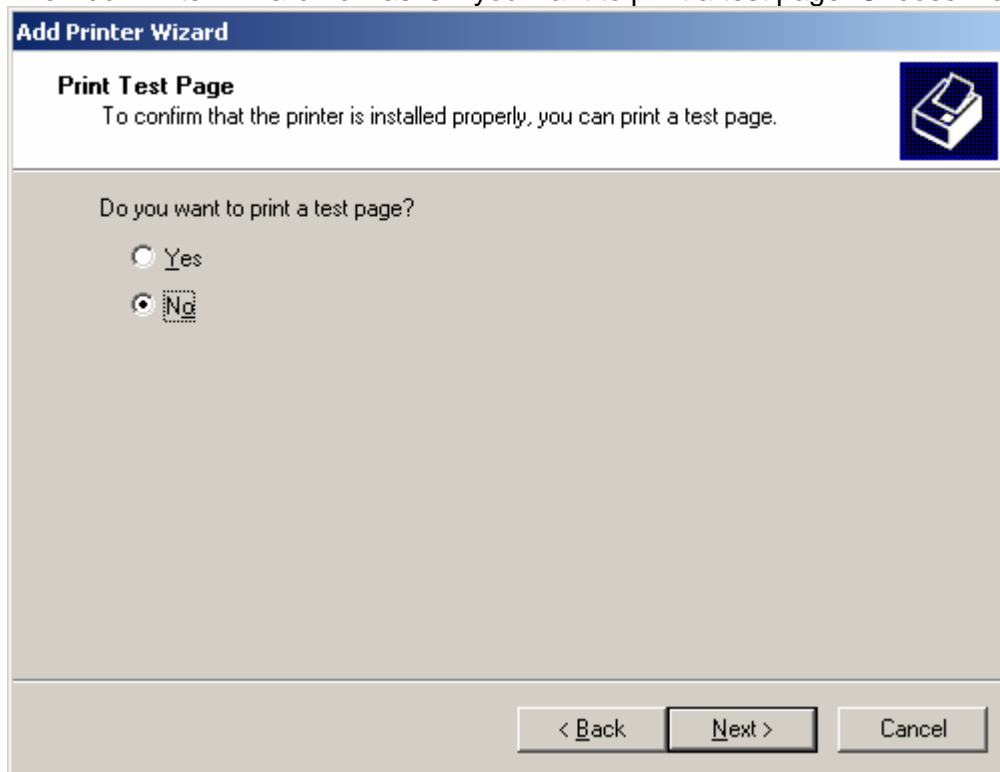 Add Printer Wizard
Print Test Page
To confirm that the printer is installed properly, you can print a test page.
Do you want to print a test page?
Yes
No
< Back
Next >
Cancel